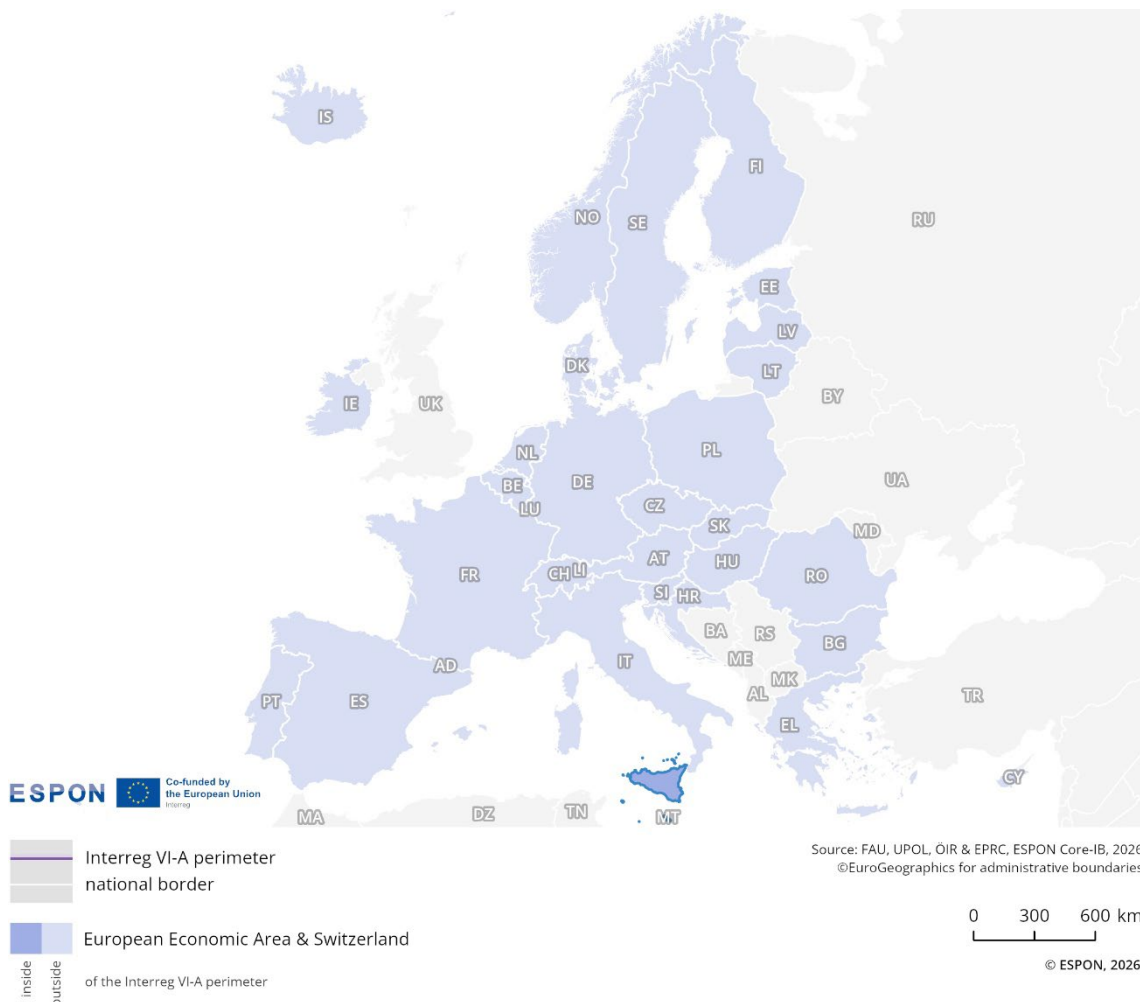 IS
FI
NO
SE
RU
EE
LV
DK
LT
IE
UK
BY
NL
PL
BE
DE
UA
LU
CZ
SK
MD
AT
HU
FR
CH
LI
RO
SI
HR
BA
RS
BG
IT
ME
AD
MK
PT
ES
AL
TR
EL
CY
MA
DZ
TN
MT
ESPON
Co-funded by
the European Union
Interreg
Interreg VI-A perimeter
national border
European Economic Area & Switzerland
inside
outside
of the Interreg VI-A perimeter
Source: FAU, UPOL, ÖIR & EPRC, ESPON Core-IB, 2026
©EuroGeographics for administrative boundaries
0 300 600 km
© ESPON, 2026